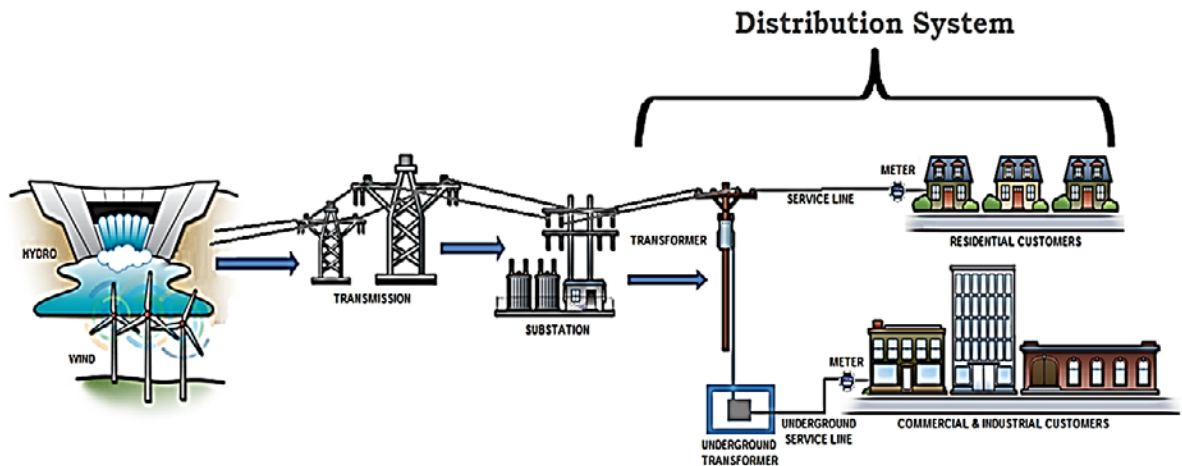 Distribution System
HYDRO
WIND
TRANSMISSION
SUBSTATION
TRANSFORMER
SERVICE LINE
METER
RESIDENTIAL CUSTOMERS
UNDERGROUND
TRANSFORMER
UNDERGROUND
SERVICE LINE
METER
COMMERCIAL & INDUSTRIAL CUSTOMERS